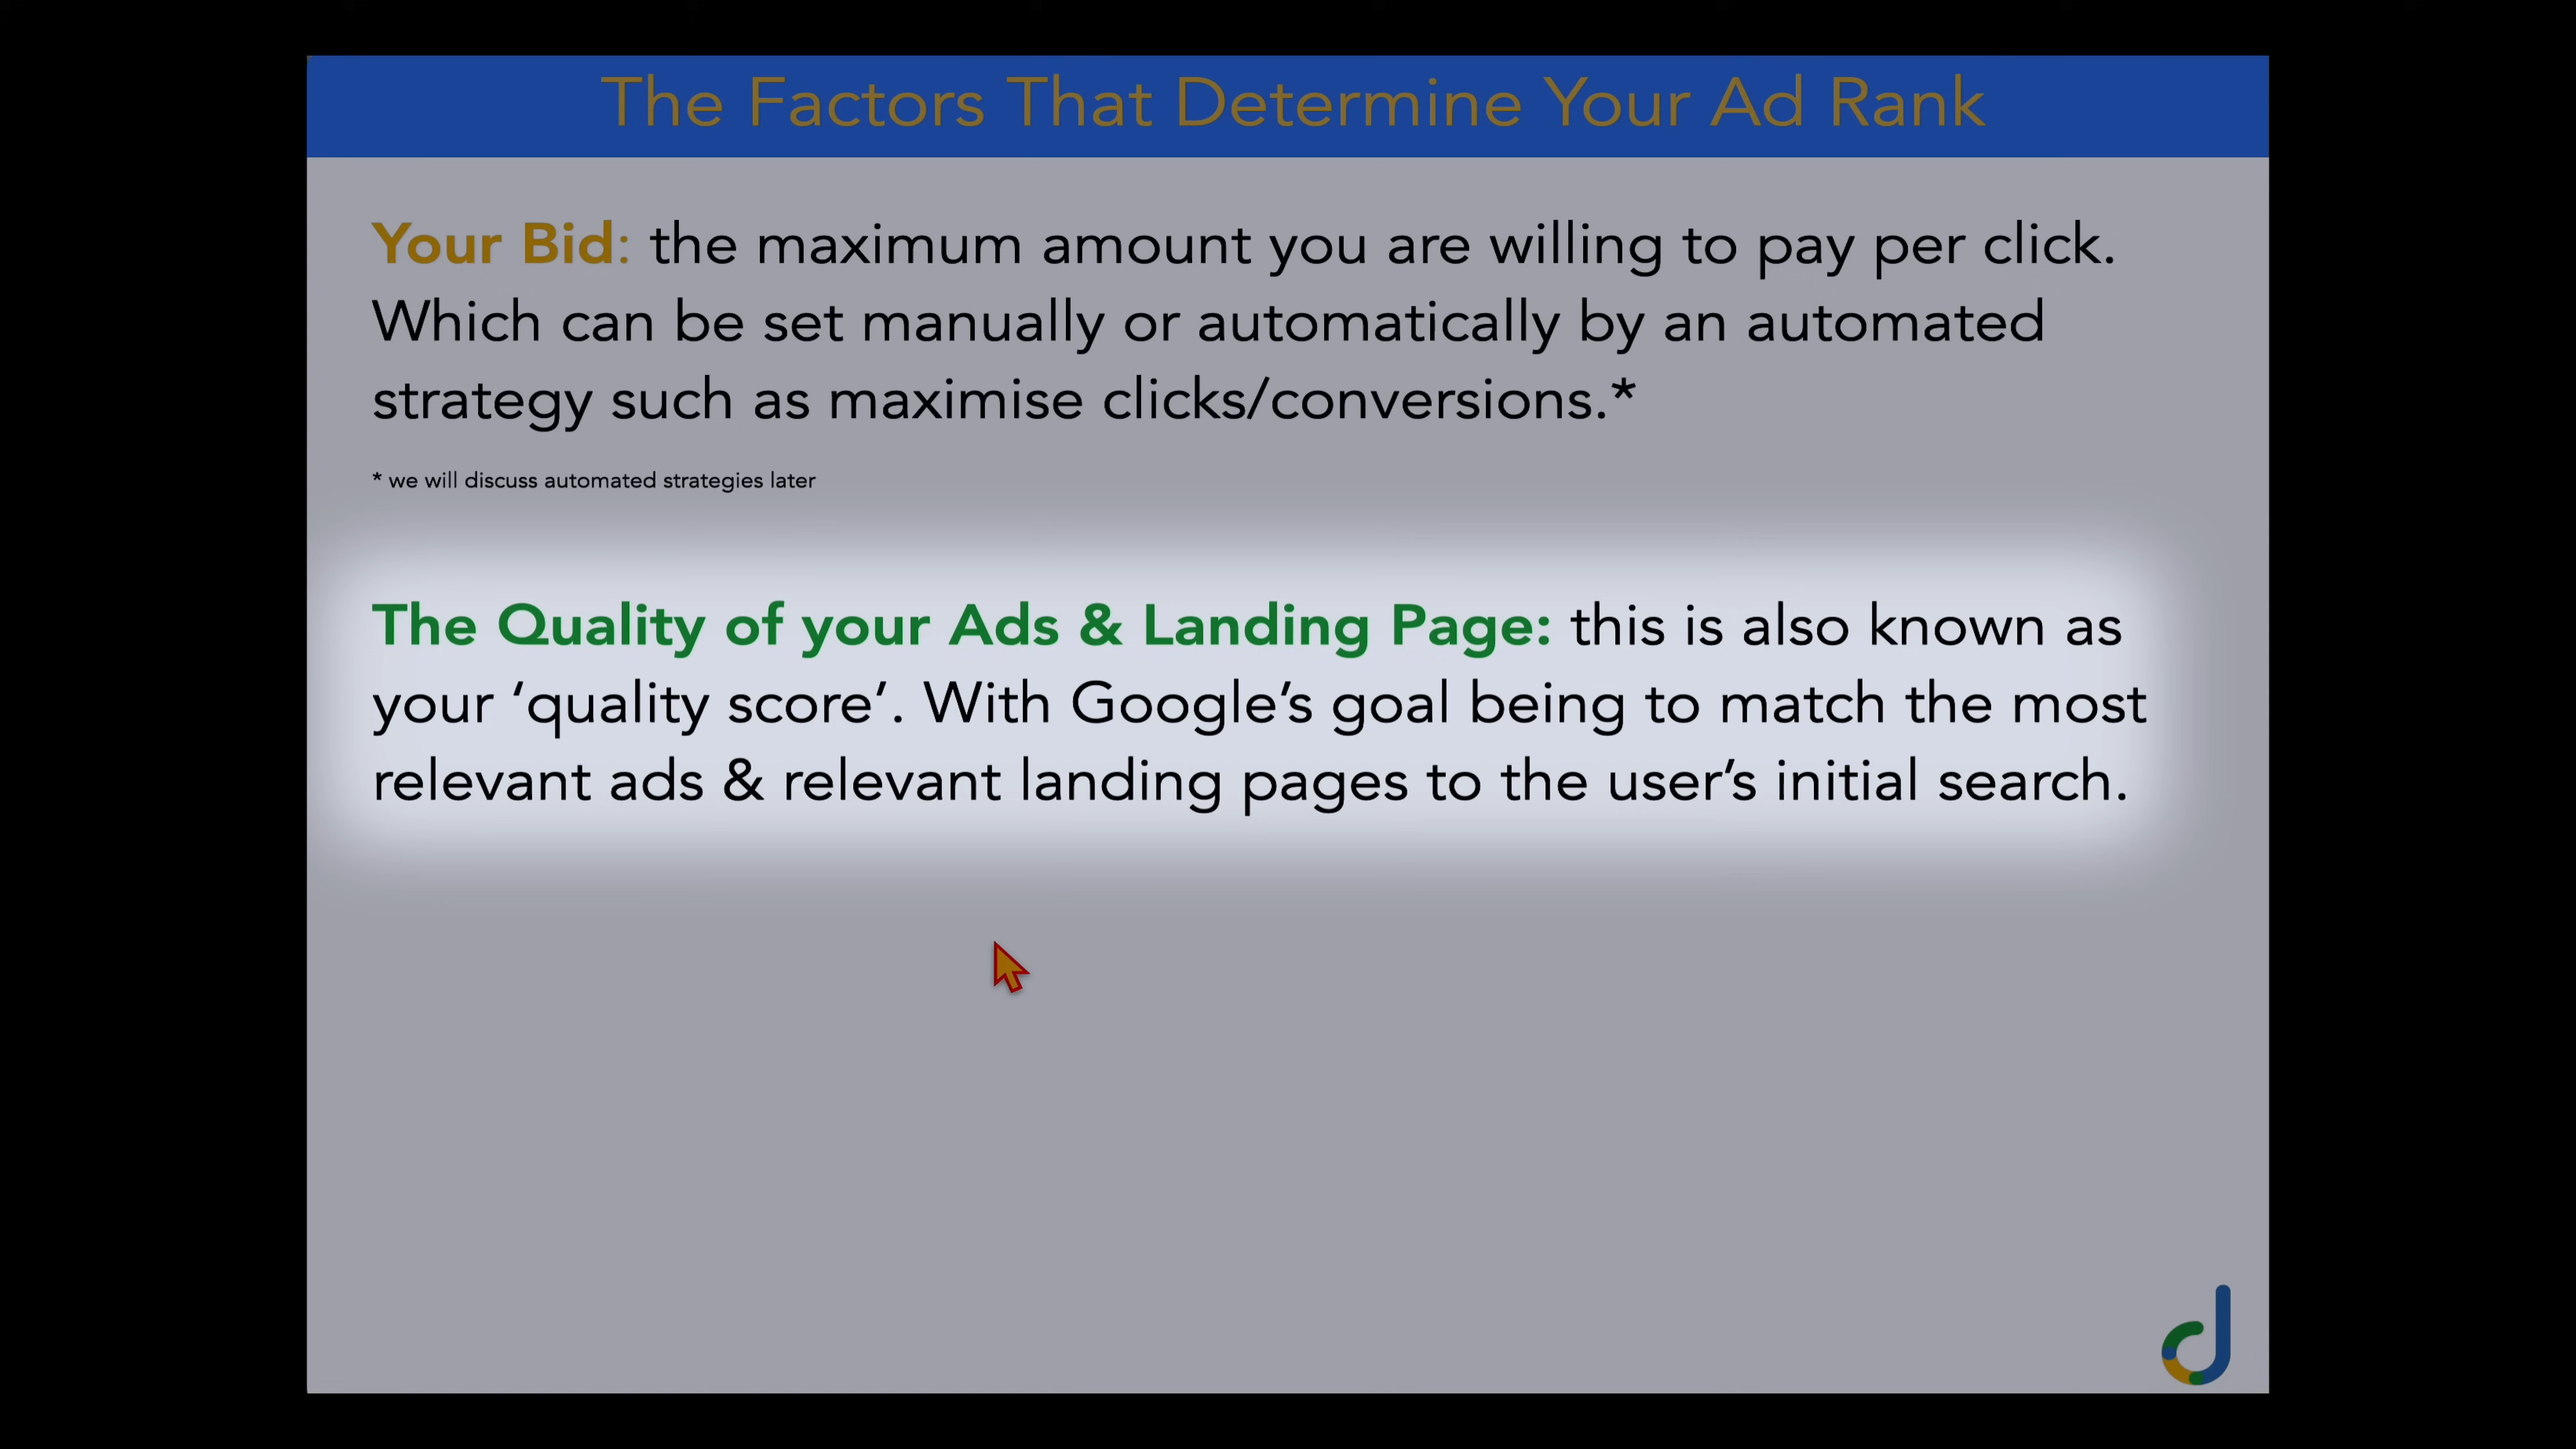 The Factors That Determine Your Ad Rank
Your Bid: the maximum amount you are willing to pay per click.
Which can be set manually or automatically by an automated
strategy such as maximise clicks/conversions.*
* we will discuss automated strategies later
The Quality of your Ads & Landing Page: this is also known as
your ‘quality score’. With Google’s goal being to match the most
relevant ads & relevant landing pages to the user’s initial search.